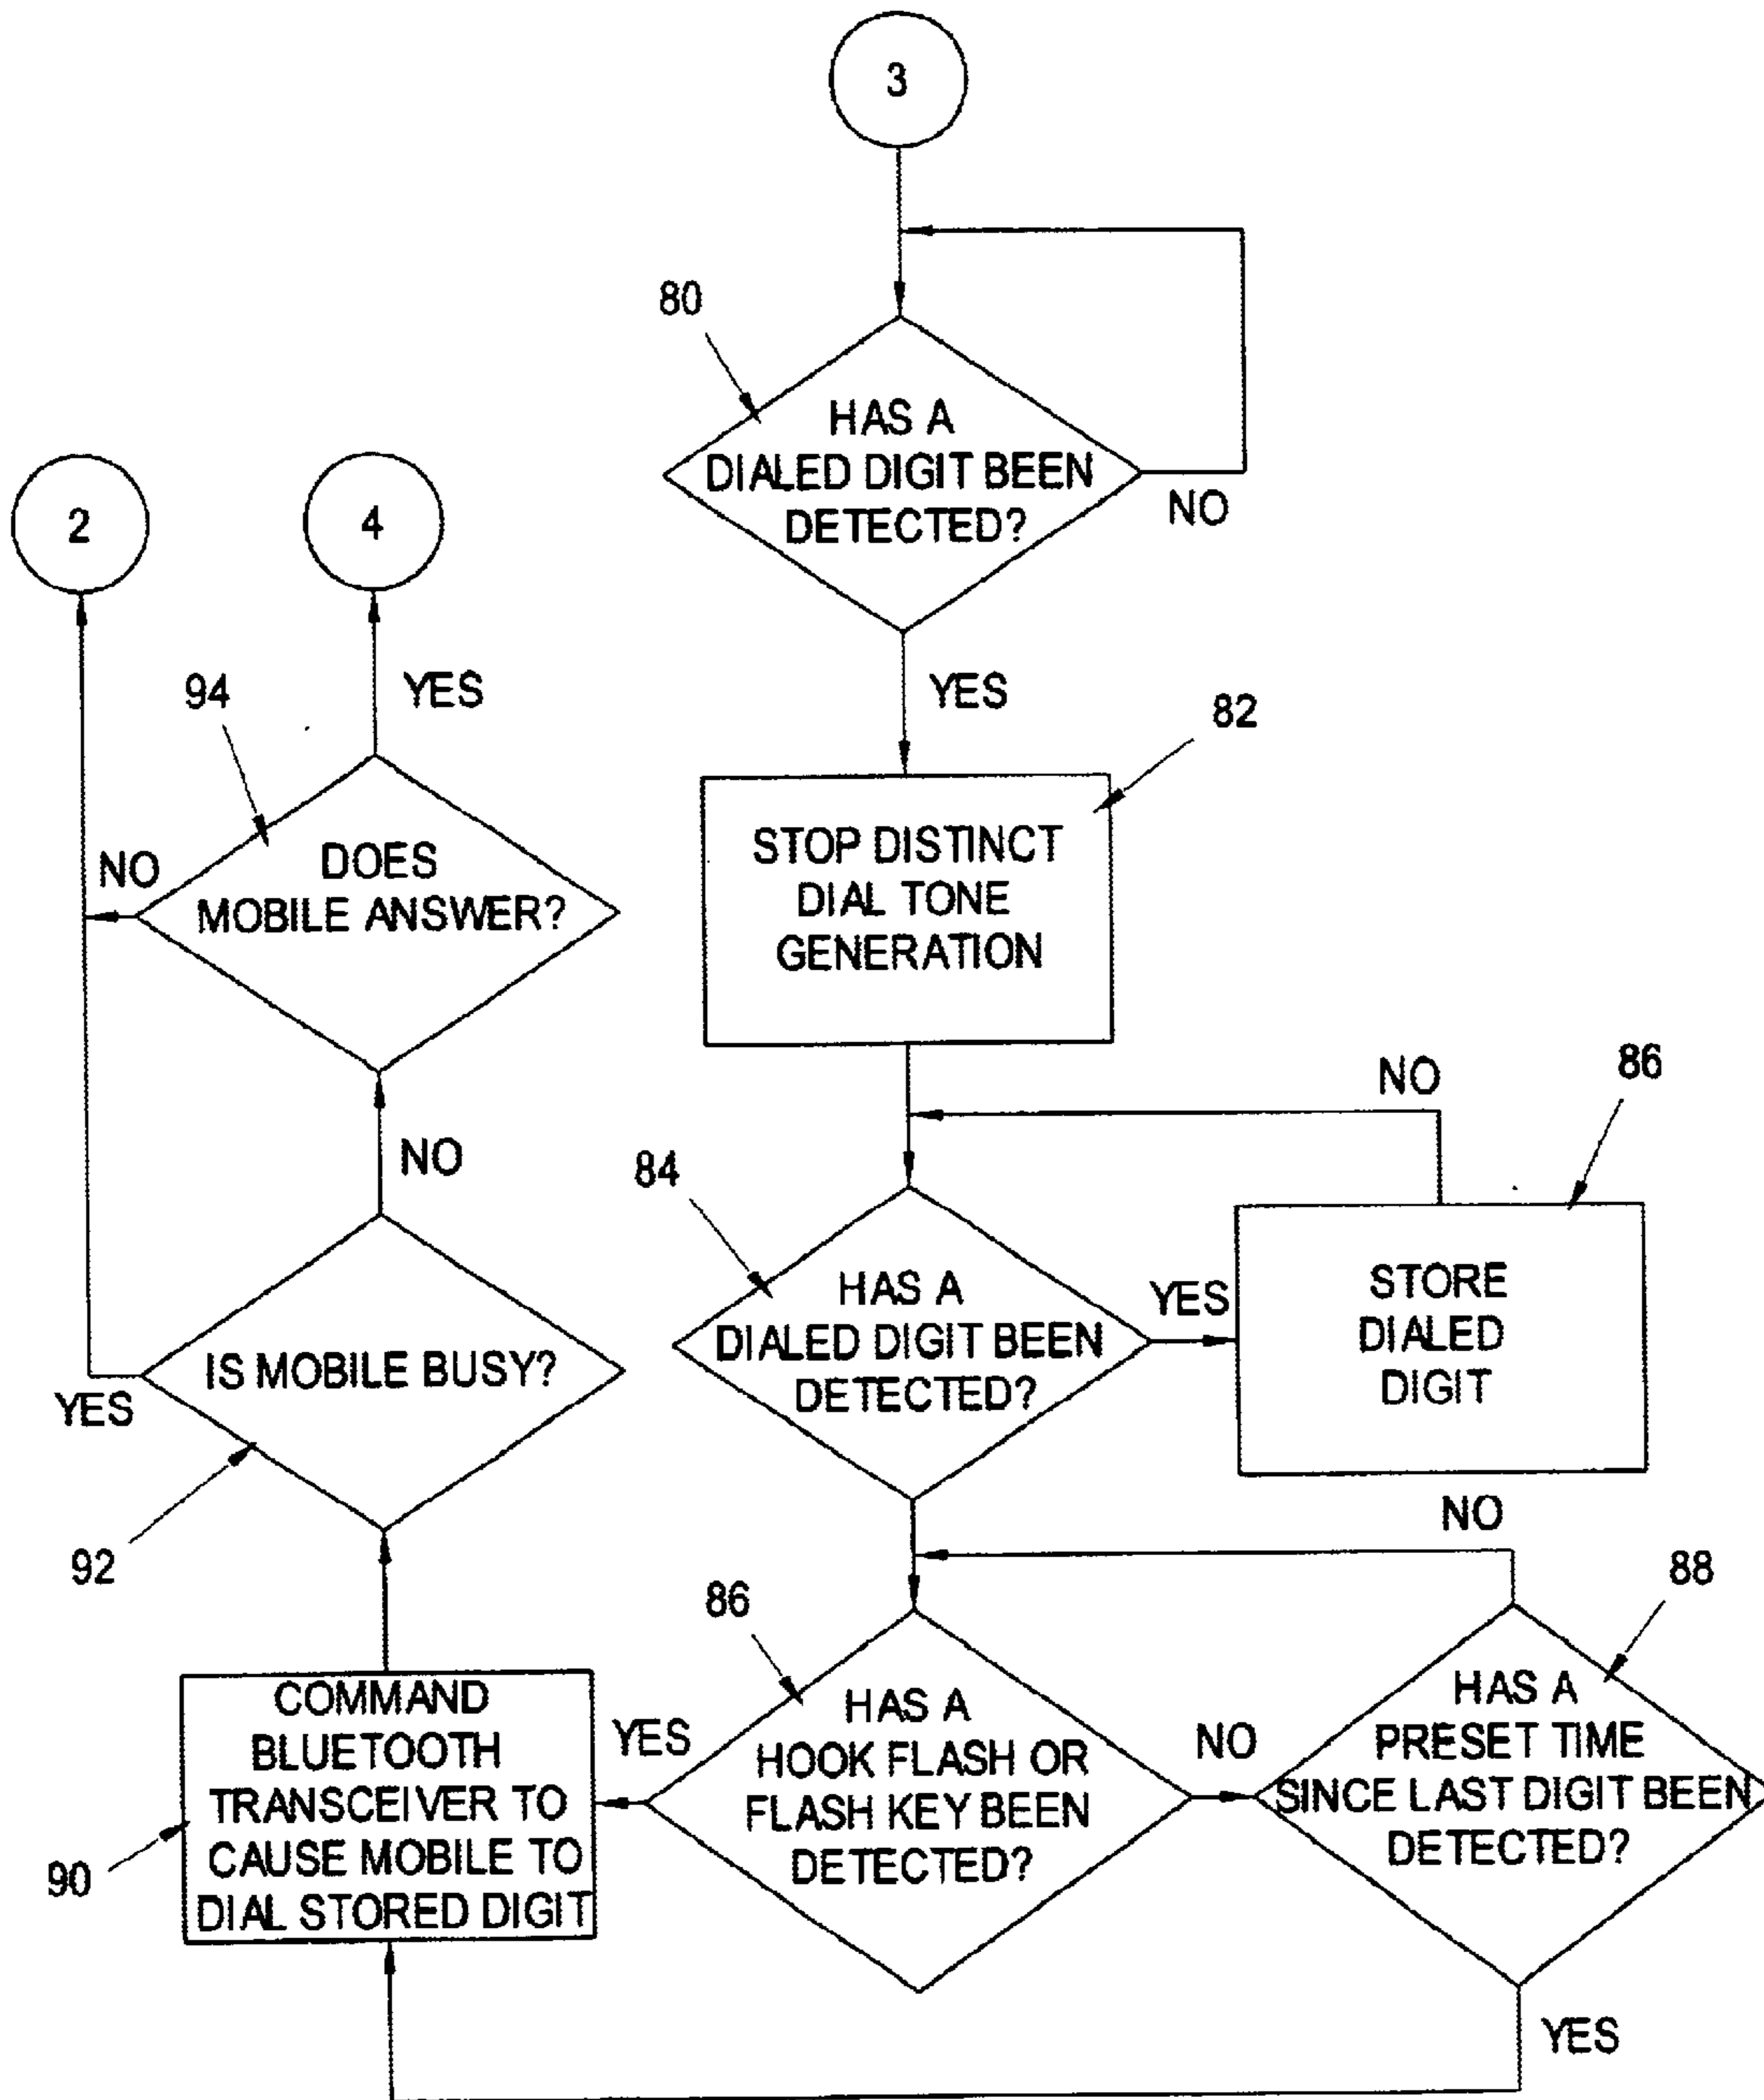 3
80
HAS A
DIALED DIGIT BEEN
DETECTED?
NO
2
4
YES
94
YES
82
STOP DISTINCT
DIAL TONE
GENERATION
DOES
MOBILE ANSWER?
NO
NO
86
NO
84
HAS A
DIALED DIGIT BEEN
DETECTED?
YES
STORE
DIALED
DIGIT
IS MOBILE BUSY?
YES
92
NO
86
88
COMMAND
BLUETOOTH
TRANSCEIVER TO
CAUSE MOBILE TO
DIAL STORED DIGIT
90
YES
HAS A
HOOK FLASH OR
FLASH KEY BEEN
DETECTED?
NO
HAS A
PRESET TIME
SINCE LAST DIGIT BEEN
DETECTED?
YES